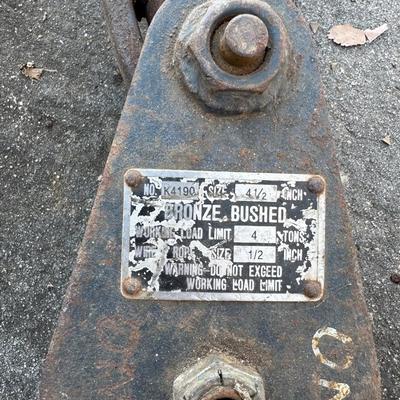 NO. K4190 SIZE 4 1/2 INCH
BRONZE BUSHED
WORKING LOAD LIMIT 4 TONS
WIRE ROPE SIZE 1/2 INCH
WARNING-DO NOT EXCEED
WORKING LOAD LIMIT